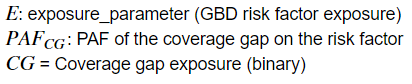 E: exposure_parameter (GBD risk factor exposure)
PAF_CG: PAF of the coverage gap on the risk factor
CG = Coverage gap exposure (binary)